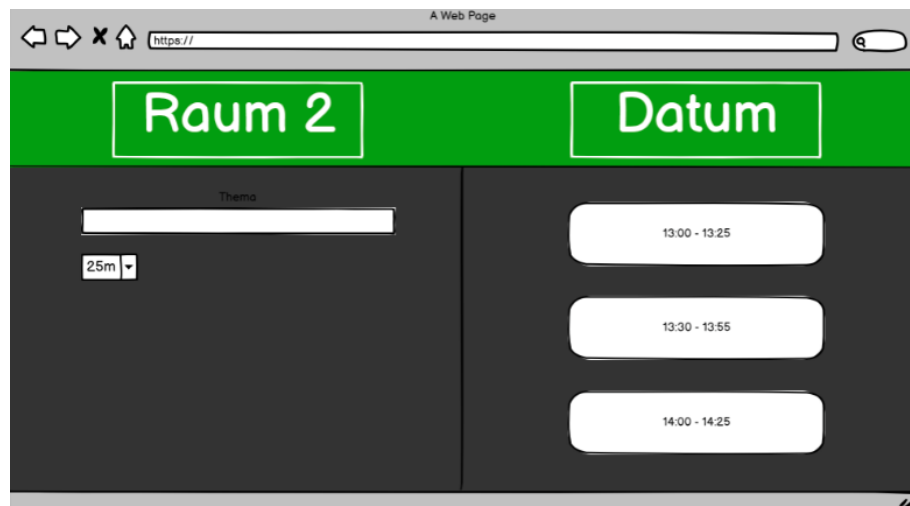 A Web Page
https://
Raum 2
Datum
Thema
25m
13:00 - 13:25
13:30 - 13:55
14:00 - 14:25